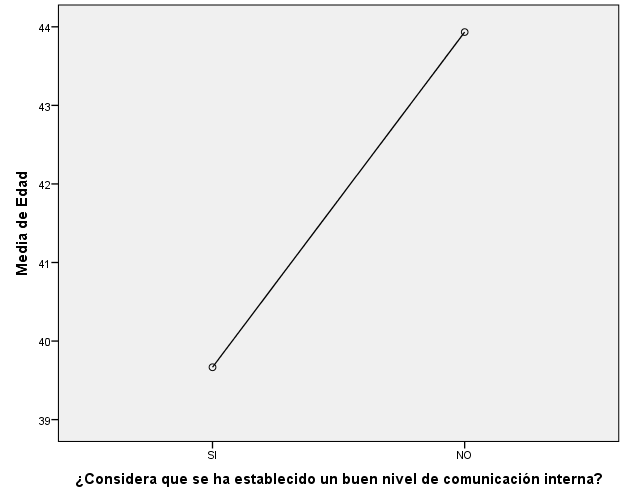 44
43
42
41
40
39
Media de Edad
SI
NO
¿Considera que se ha establecido un buen nivel de comunicación interna?